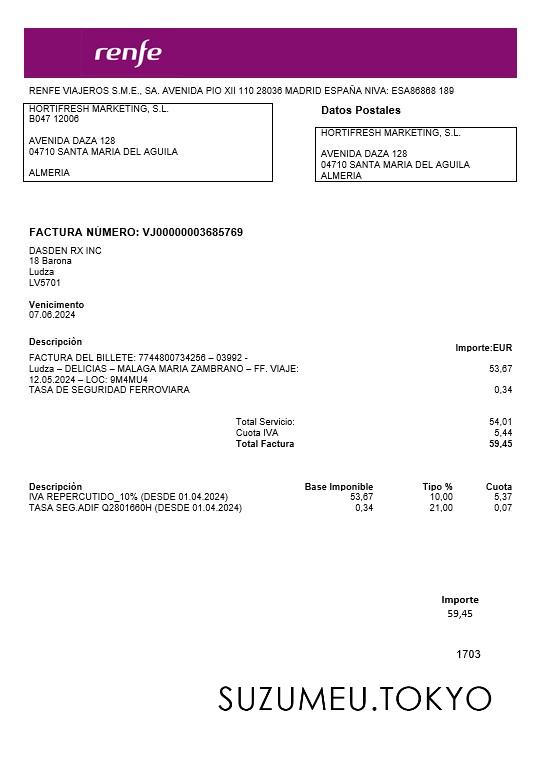 renfe
RENFE VIAJEROS S.M.E., SA. AVENIDA PIO XII 110 28036 MADRID ESPAÑA NIVA: ESA86868 189
HORTIFRESH MARKETING, S.L.
B047 12006
AVENIDA DAZA 128
04710 SANTA MARIA DEL AGUILA
ALMERIA
Datos Postales
HORTIFRESH MARKETING, S.L.
AVENIDA DAZA 128
04710 SANTA MARIA DEL AGUILA
ALMERIA
FACTURA NÚMERO: VJ00000003685769
DASDEN RX INC
18 Barona
Ludza
LV5701
Venicimento
07.06.2024
Descripciòn Importe:EUR
FACTURA DEL BILLETE: 7744800734256 – 03992 -
Ludza – DELICIAS – MALAGA MARIA ZAMBRANO – FF. VIAJE: 53,67
12.05.2024 – LOC: 9M4MU4
TASA DE SEGURIDAD FERROVIARA 0,34
Total Servicio: 54,01
Cuota IVA 5,44
Total Factura 59,45
Descripciòn Base Imponible Tipo % Cuota
IVA REPERCUTIDO_10% (DESDE 01.04.2024) 53,67 10,00 5,37
TASA SEG.ADIF Q2801660H (DESDE 01.04.2024) 0,34 21,00 0,07
Importe
59,45
1703
SUZUMEU.TOKYO